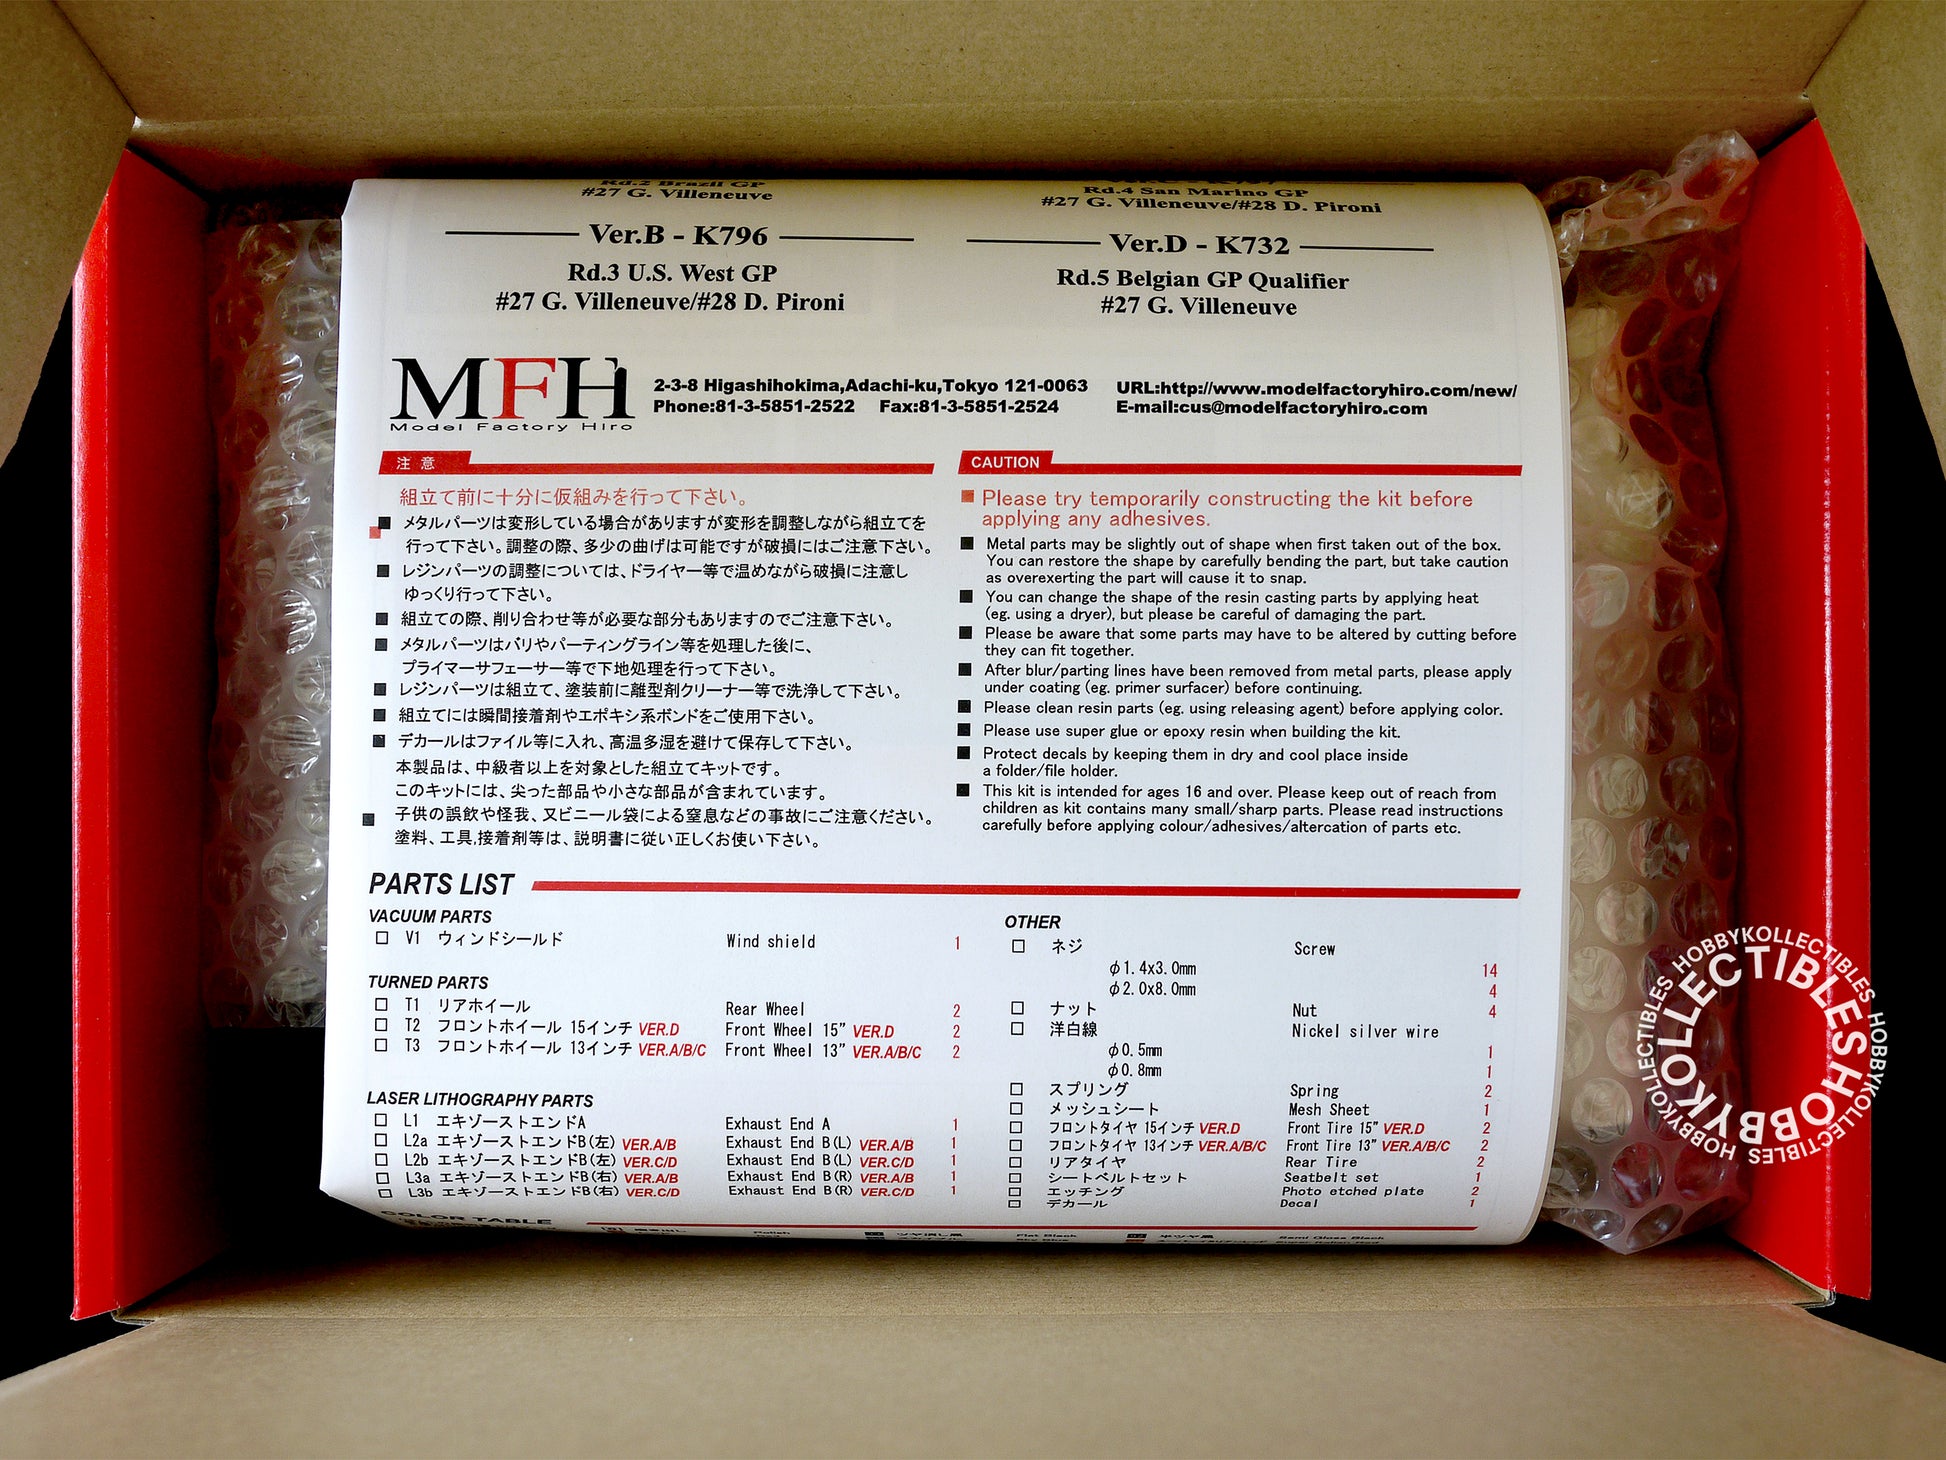 Rd.2 Brazil GP
#27 G. Villeneuve
Ver.B - K796
Rd.3 U.S. West GP
#27 G. Villeneuve/#28 D. Pironi
Rd.4 San Marino GP
#27 G. Villeneuve/#28 D. Pironi
Ver.D - K732
Rd.5 Belgian GP Qualifier
#27 G. Villeneuve
MFH
Model Factory Hiro
2-3-8 Higashihokima,Adachi-ku,Tokyo 121-0063
Phone:81-3-5851-2522 Fax:81-3-5851-2524
URL:http://www.modelfactoryhiro.com/new/
E-mail:cus@modelfactoryhiro.com
注 意
組立て前に十分に仮組みを行って下さい。
■ メタルパーツは変形している場合がありますが変形を調整しながら組立てを
行って下さい。調整の際、多少の曲げは可能ですが破損にはご注意下さい。
■ レジンパーツの調整については、ドライヤー等で温めながら破損に注意し
ゆっくり行って下さい。
■ 組立ての際、削り合わせ等が必要な部分もありますのでご注意下さい。
■ メタルパーツはバリやパーティングライン等を処理した後に、
プライマーサフェーサー等で下地処理を行って下さい。
■ レジンパーツは組立て、塗装前に離型剤クリーナー等で洗浄して下さい。
■ 組立てには瞬間接着剤やエポキシ系ボンドをご使用下さい。
■ デカールはファイル等に入れ、高温多湿を避けて保存して下さい。
本製品は、中級者以上を対象とした組立てキットです。
このキットには、尖った部品や小さな部品が含まれています。
■ 子供の誤飲や怪我、又ビニール袋による窒息などの事故にご注意ください。
塗料、工具,接着剤等は、説明書に従い正しくお使い下さい。
CAUTION
■ Please try temporarily constructing the kit before
applying any adhesives.
■ Metal parts may be slightly out of shape when first taken out of the box.
You can restore the shape by carefully bending the part, but take caution
as overexerting the part will cause it to snap.
■ You can change the shape of the resin casting parts by applying heat
(eg. using a dryer), but please be careful of damaging the part.
■ Please be aware that some parts may have to be altered by cutting before
they can fit together.
■ After blur/parting lines have been removed from metal parts, please apply
under coating (eg. primer surfacer) before continuing.
■ Please clean resin parts (eg. using releasing agent) before applying color.
■ Please use super glue or epoxy resin when building the kit.
■ Protect decals by keeping them in dry and cool place inside
a folder/file holder.
■ This kit is intended for ages 16 and over. Please keep out of reach from
children as kit contains many small/sharp parts. Please read instructions
carefully before applying colour/adhesives/altercation of parts etc.
PARTS LIST
VACUUM PARTS
□ V1 ウィンドシールド Wind shield 1
TURNED PARTS
□ T1 リアホイール Rear Wheel 2
□ T2 フロントホイール 15インチ VER.D Front Wheel 15” VER.D 2
□ T3 フロントホイール 13インチ VER.A/B/C Front Wheel 13” VER.A/B/C 2
LASER LITHOGRAPHY PARTS
□ L1 エキゾーストエンドA Exhaust End A 1
□ L2a エキゾーストエンドB(左) VER.A/B Exhaust End B(L) VER.A/B 1
□ L2b エキゾーストエンドB(左) VER.C/D Exhaust End B(L) VER.C/D 1
□ L3a エキゾーストエンドB(右) VER.A/B Exhaust End B(R) VER.A/B 1
□ L3b エキゾーストエンドB(右) VER.C/D Exhaust End B(R) VER.C/D 1
OTHER
□ ネジ Screw
φ1.4x3.0mm 14
φ2.0x8.0mm 4
□ ナット Nut 4
□ 洋白線 Nickel silver wire
φ0.5mm 1
φ0.8mm 1
□ スプリング Spring 2
□ メッシュシート Mesh Sheet 1
□ フロントタイヤ 15インチ VER.D Front Tire 15” VER.D 2
□ フロントタイヤ 13インチ VER.A/B/C Front Tire 13” VER.A/B/C 2
□ リアタイヤ Rear Tire 2
□ シートベルトセット Seatbelt set 1
□ エッチング Photo etched plate 2
□ デカール Decal 1
COLOR TABLE
Polish
ツヤ消し黒 Flat Black
半ツヤ黒 Semi Gloss Black
HOBBYKOLLECTIBLES HOBBYKOLLECTIBLES HOBBYKOLLECTIBLES
HOBBYKOLLECTIBLES